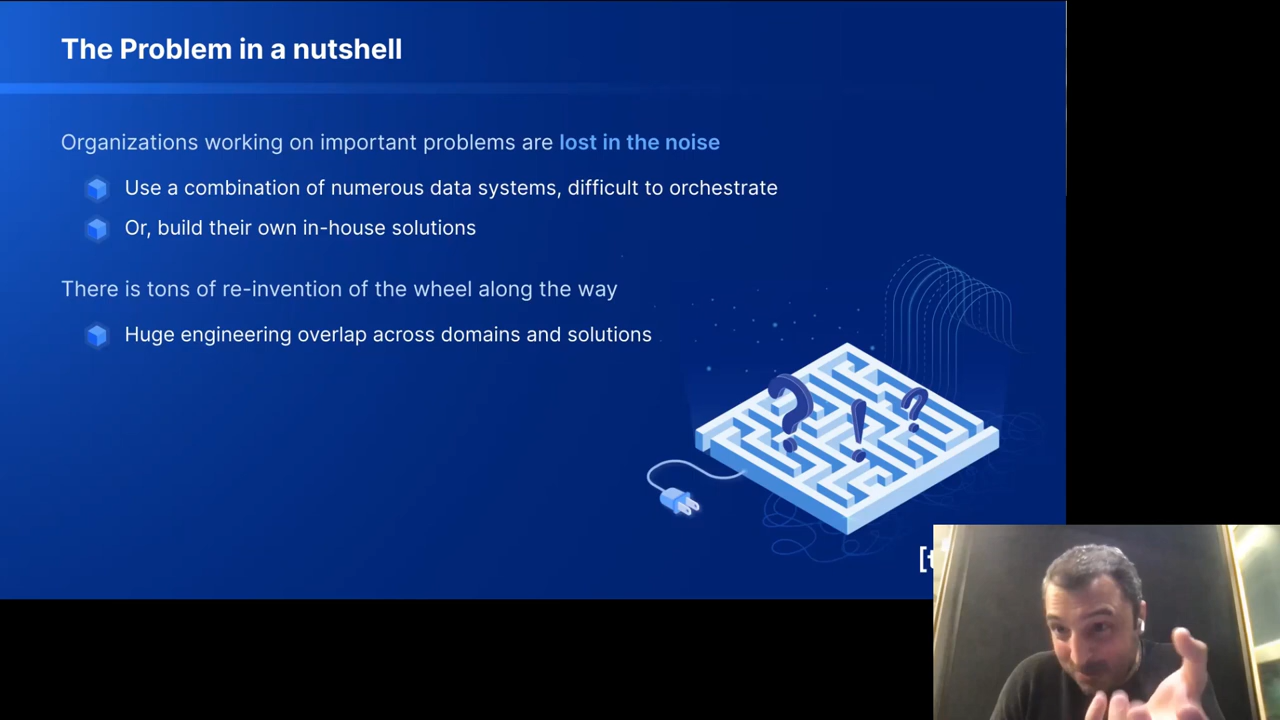 The Problem in a nutshell
Organizations working on important problems are lost in the noise
Use a combination of numerous data systems, difficult to orchestrate
Or, build their own in-house solutions
There is tons of re-invention of the wheel along the way
Huge engineering overlap across domains and solutions